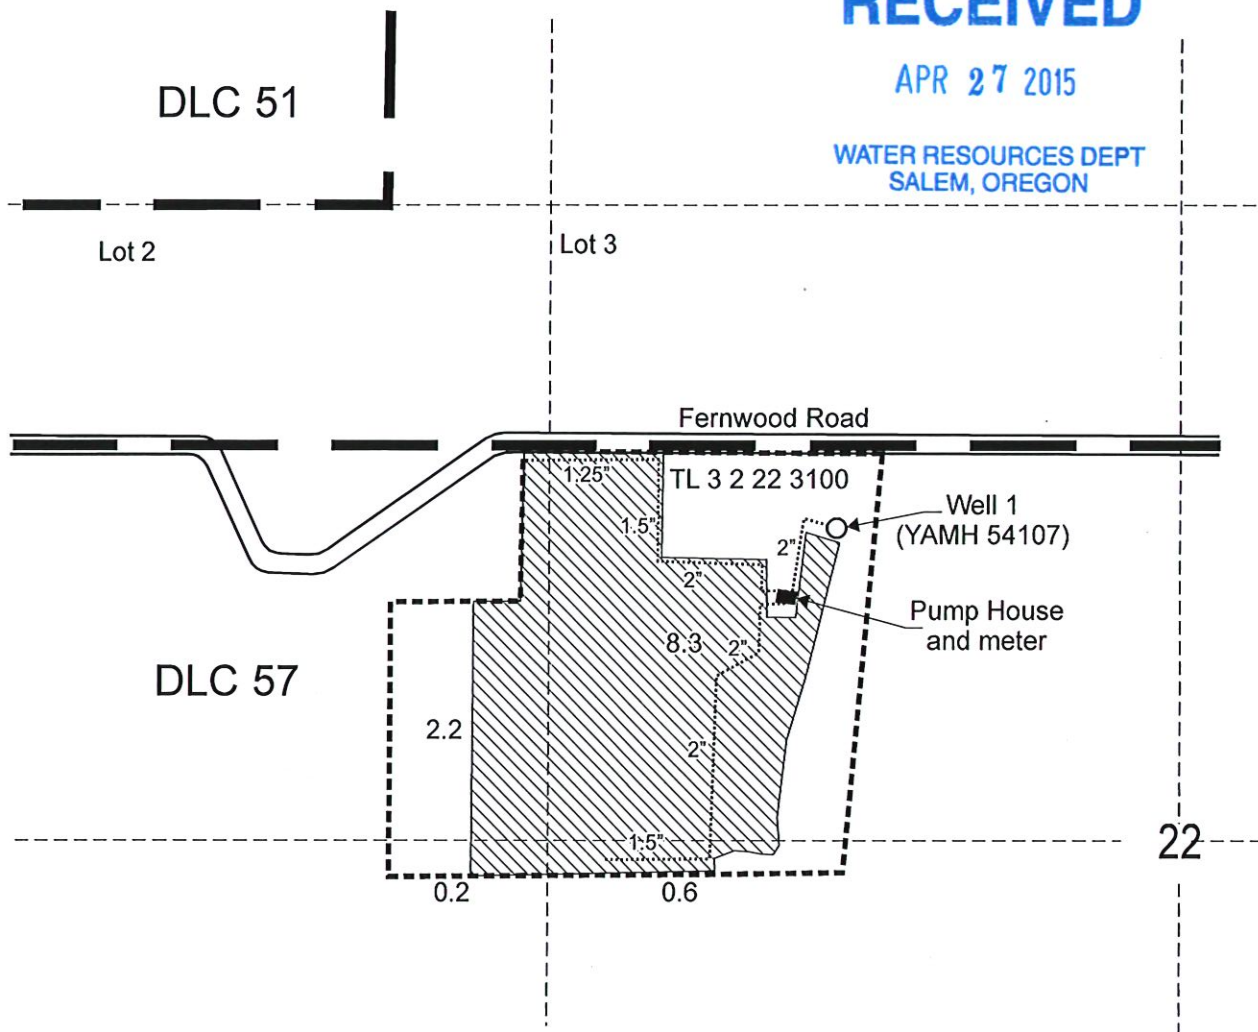 RECEIVED
APR 27 2015
WATER RESOURCES DEPT
SALEM, OREGON
DLC 51
Lot 2
Lot 3
Fernwood Road
1.25"
TL 3 2 22 3100
1.5"
Well 1
(YAMH 54107)
2"
2"
Pump House
and meter
8.3
2"
DLC 57
2.2
2"
1.5"
22
0.2
0.6